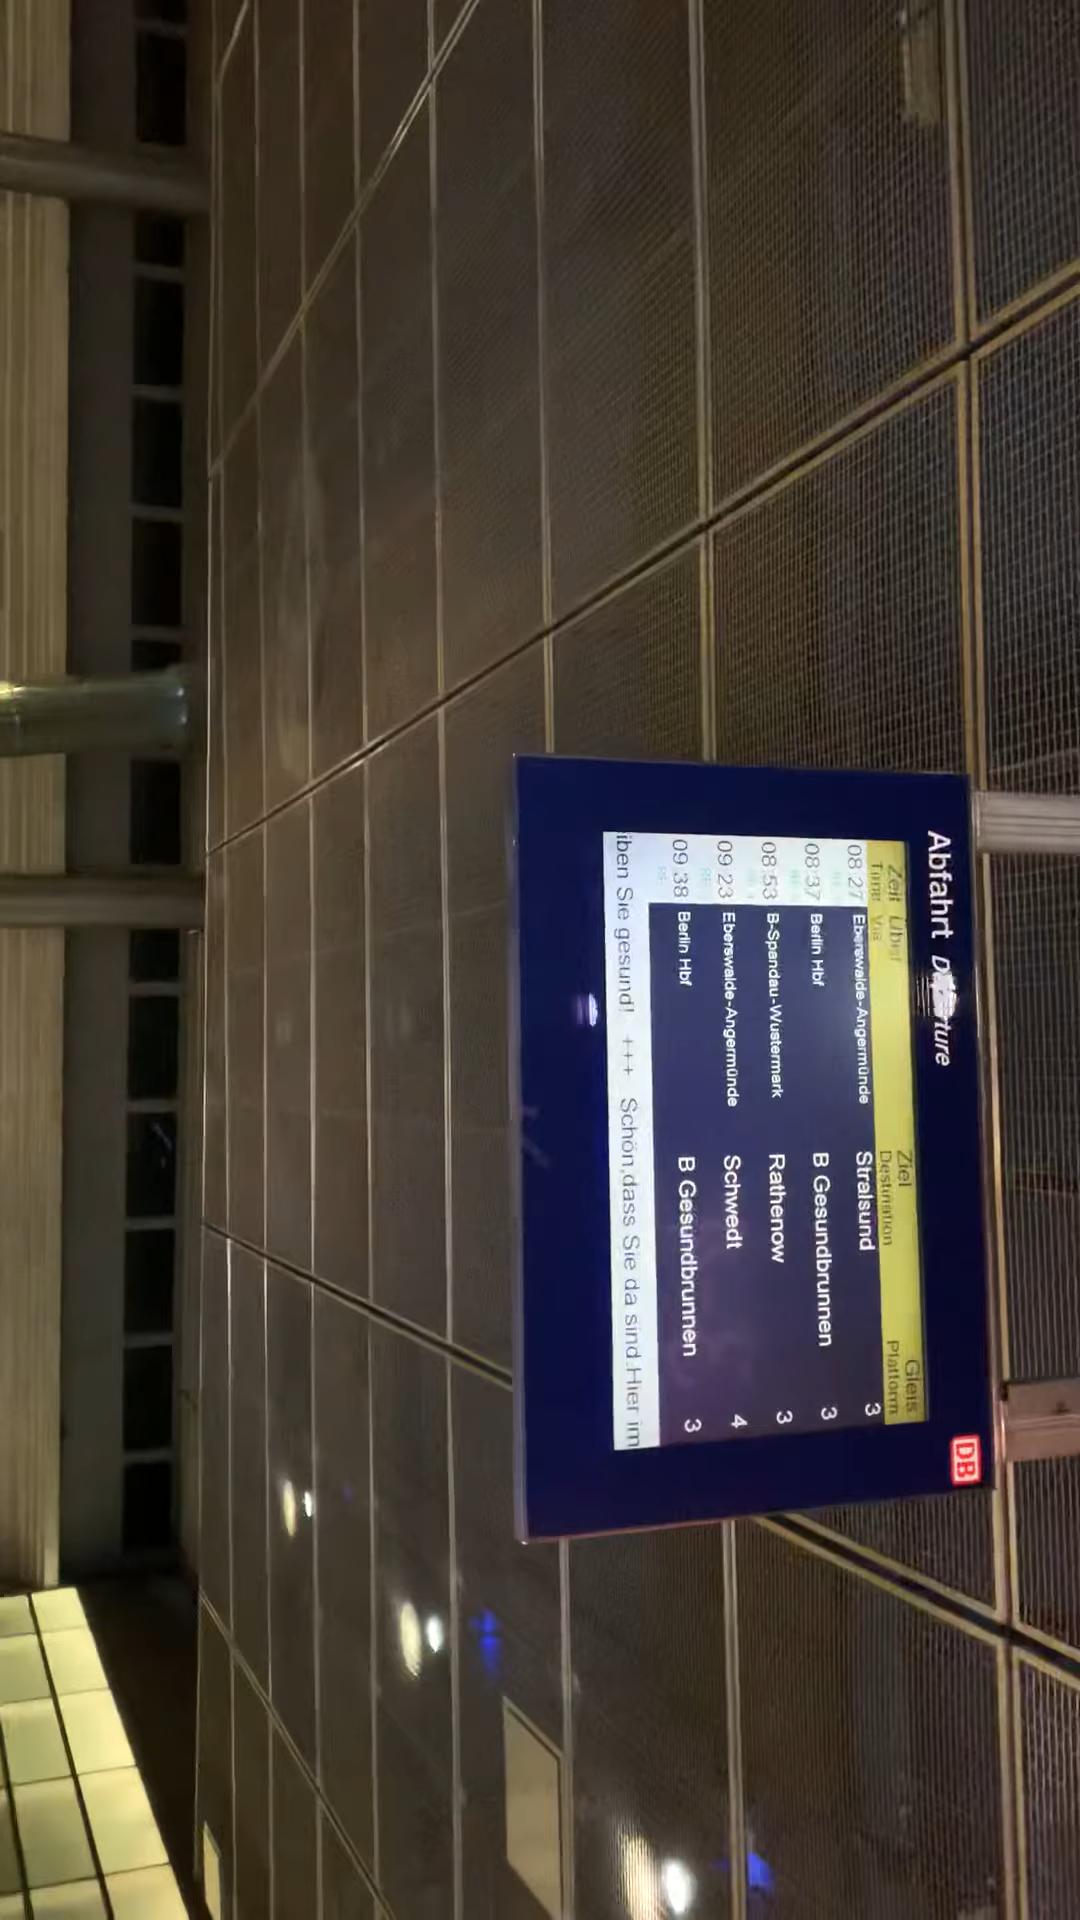 Abfahrt Departure
DB
Zeit Über Ziel Gleis
Time Via Destination Platform
08:27 Eberswalde-Angermünde Stralsund 3
08:37 Berlin Hbf B Gesundbrunnen 3
08:53 B-Spandau-Wustermark Rathenow 3
09:23 Eberswalde-Angermünde Schwedt 4
09:38 Berlin Hbf B Gesundbrunnen 3
iben Sie gesund! +++ Schön,dass Sie da sind.Hier im